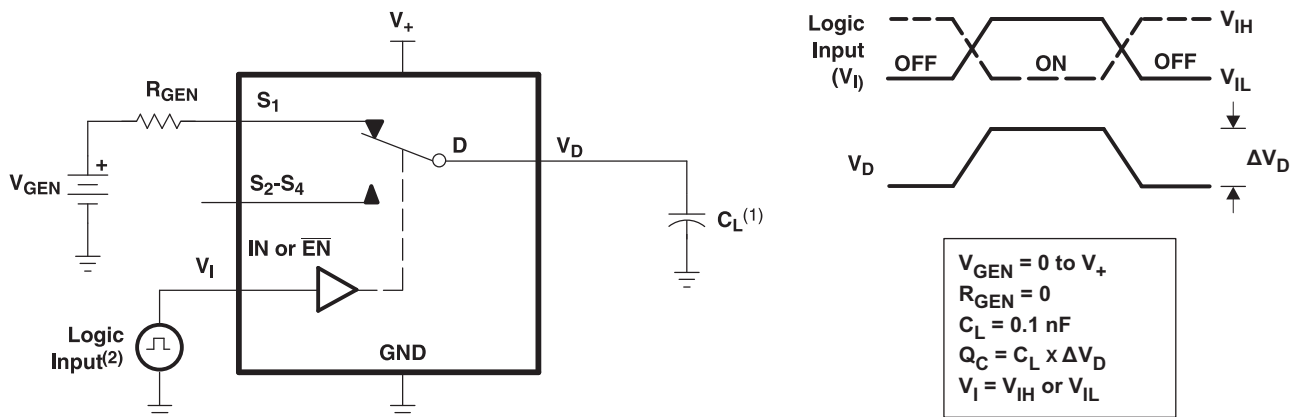 V+
RGEN
S1
D
VD
VGEN
+
S2-S4
CL(1)
IN or E̅N̅
VI
Logic
Input(2)
GND
Logic
Input
(VI)
OFF
ON
OFF
VIH
VIL
VD
ΔVD
VGEN = 0 to V+
RGEN = 0
CL = 0.1 nF
QC = CL x ΔVD
VI = VIH or VIL